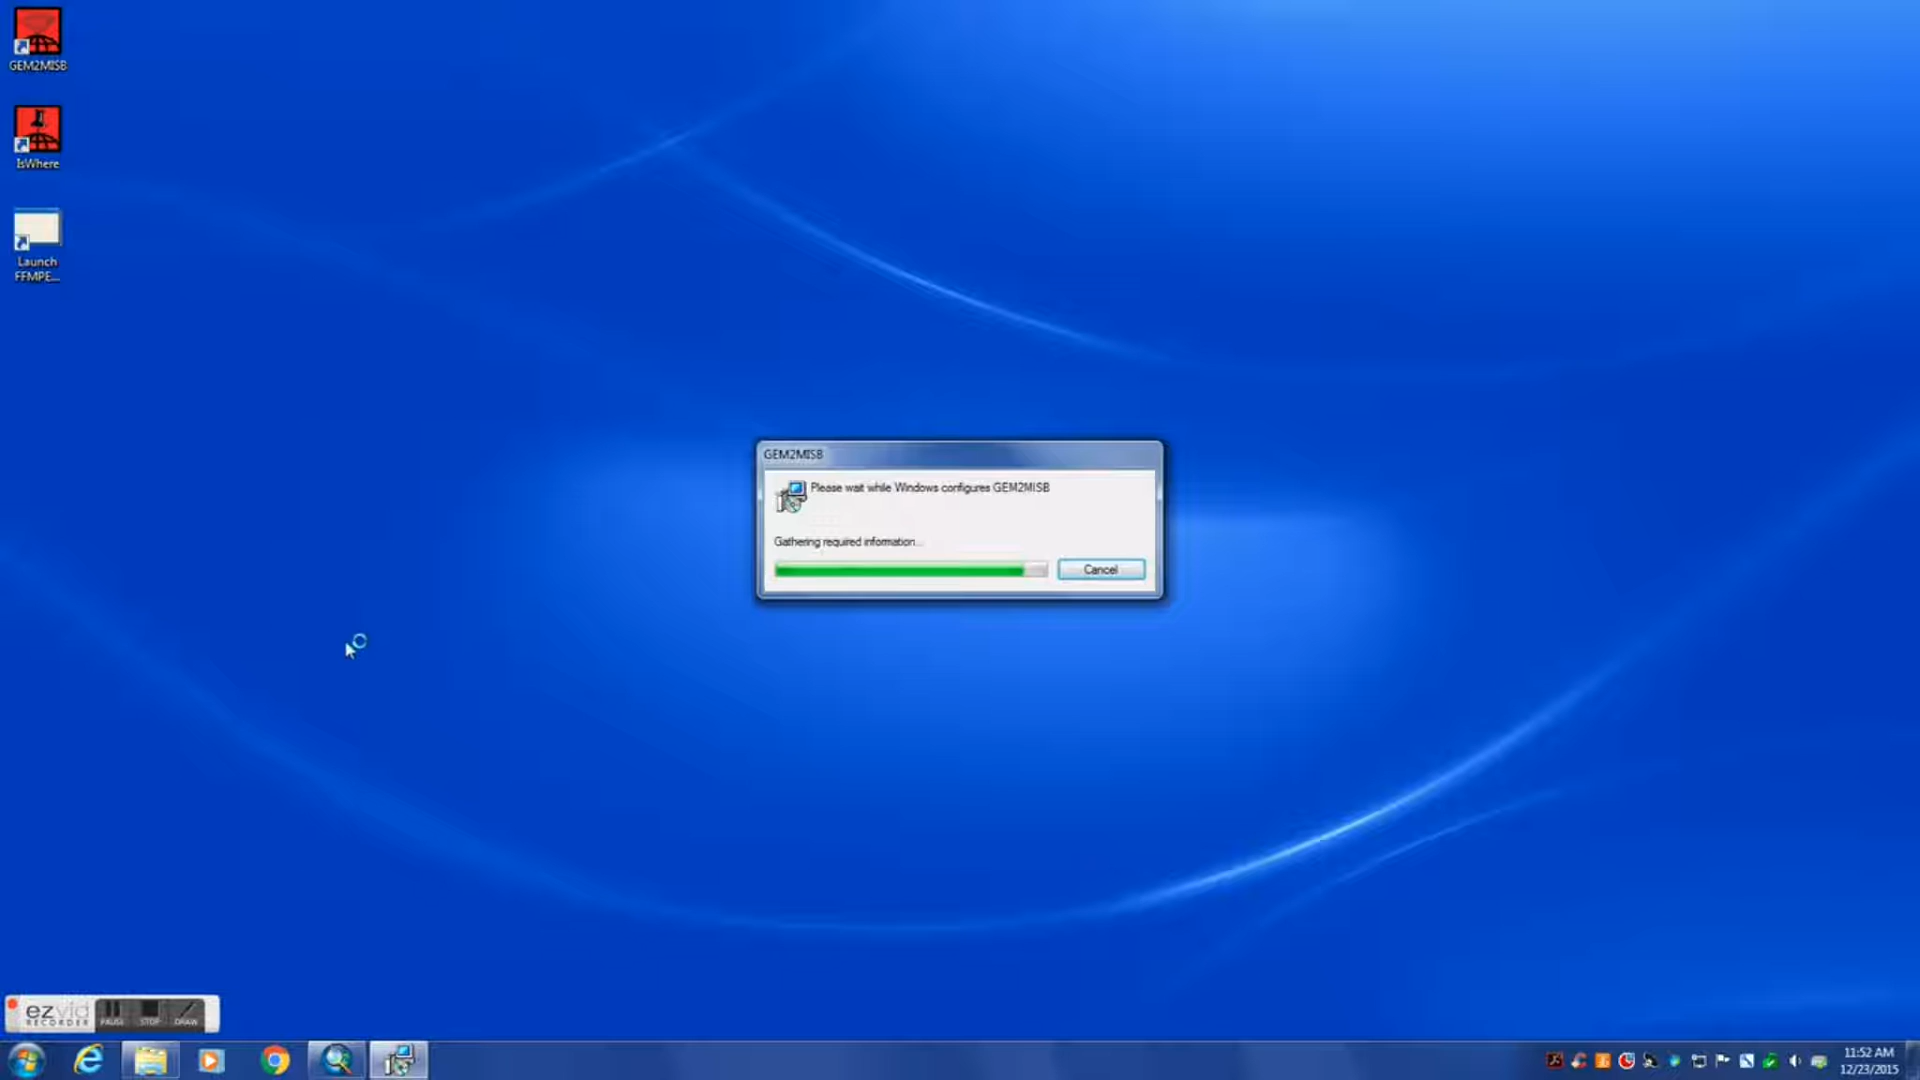 GEM2MISB
IsWhere
Launch
FFMPE...
GEM2MISB
Please wait while Windows configures GEM2MISB
Gathering required information...
Cancel
ezvid
RECORDER
PAUSE
STOP
DRAW
11:52 AM
12/23/2015